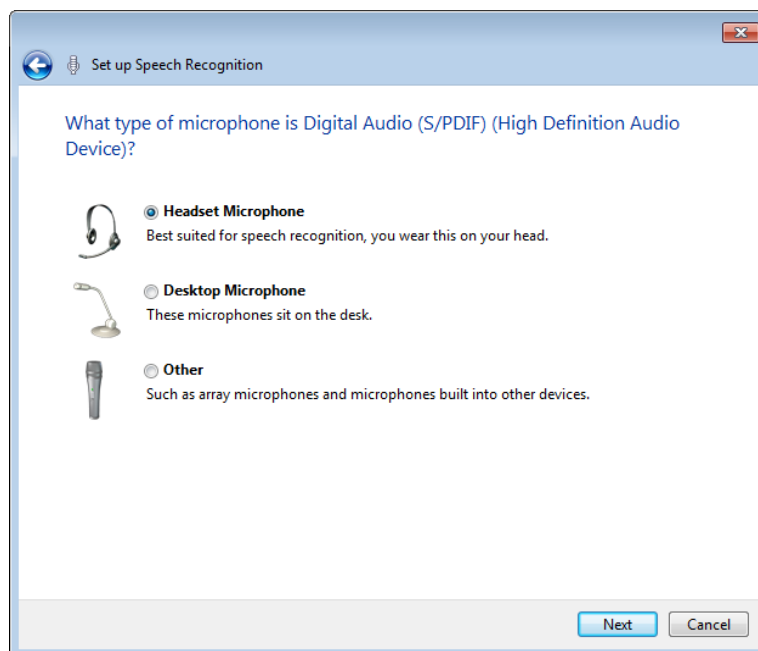 Set up Speech Recognition
What type of microphone is Digital Audio (S/PDIF) (High Definition Audio
Device)?
Headset Microphone
Best suited for speech recognition, you wear this on your head.
Desktop Microphone
These microphones sit on the desk.
Other
Such as array microphones and microphones built into other devices.
Next Cancel